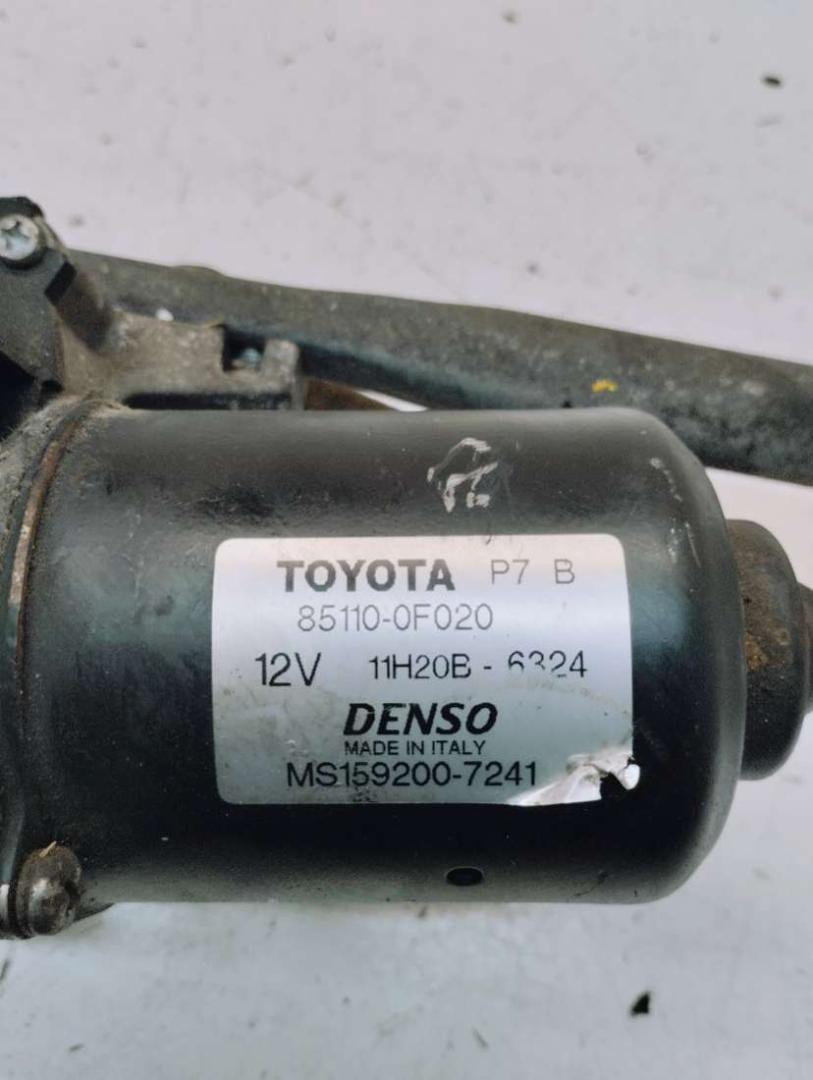 TOYOTA P7 B
85110-0F020
12V 11H20B - 6324
DENSO
MADE IN ITALY
MS159200-7241